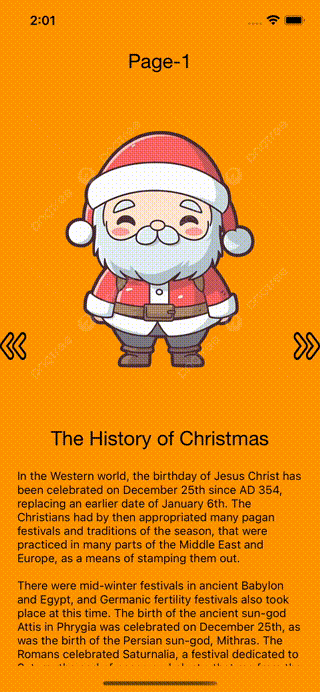 2:01
Page-1
pngtree
pngtree
pngtree
pngtree
The History of Christmas
In the Western world, the birthday of Jesus Christ has
been celebrated on December 25th since AD 354,
replacing an earlier date of January 6th. The
Christians had by then appropriated many pagan
festivals and traditions of the season, that were
practiced in many parts of the Middle East and
Europe, as a means of stamping them out.
There were mid-winter festivals in ancient Babylon
and Egypt, and Germanic fertility festivals also took
place at this time. The birth of the ancient sun-god
Attis in Phrygia was celebrated on December 25th, as
was the birth of the Persian sun-god, Mithras. The
Romans celebrated Saturnalia, a festival dedicated to